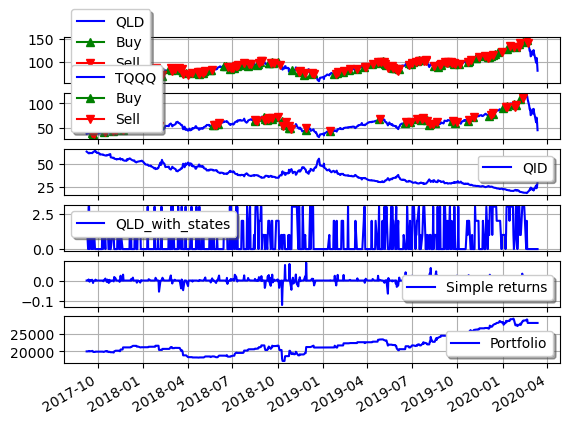 QLD
Buy
Sell
150
100
TQQQ
Buy
Sell
100
50
QID
50
25
QLD_with_states
2.5
0.0
Simple returns
0.0
−0.1
Portfolio
25000
20000
2017-10 2018-01 2018-04 2018-07 2018-10 2019-01 2019-04 2019-07 2019-10 2020-01 2020-04